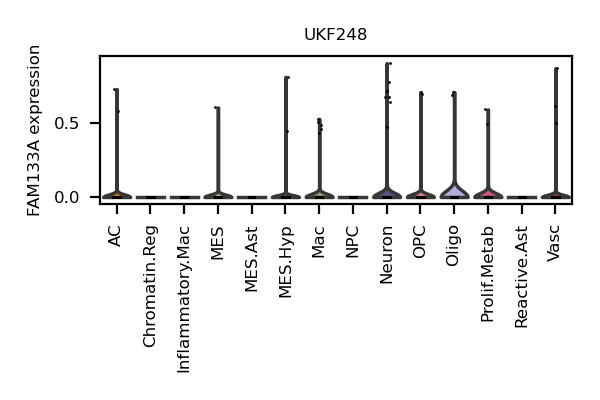 UKF248
FAM133A expression
0.5
0.0
AC
Chromatin.Reg
Inflammatory.Mac
MES
MES.Ast
MES.Hyp
Mac
NPC
Neuron
OPC
Oligo
Prolif.Metab
Reactive.Ast
Vasc